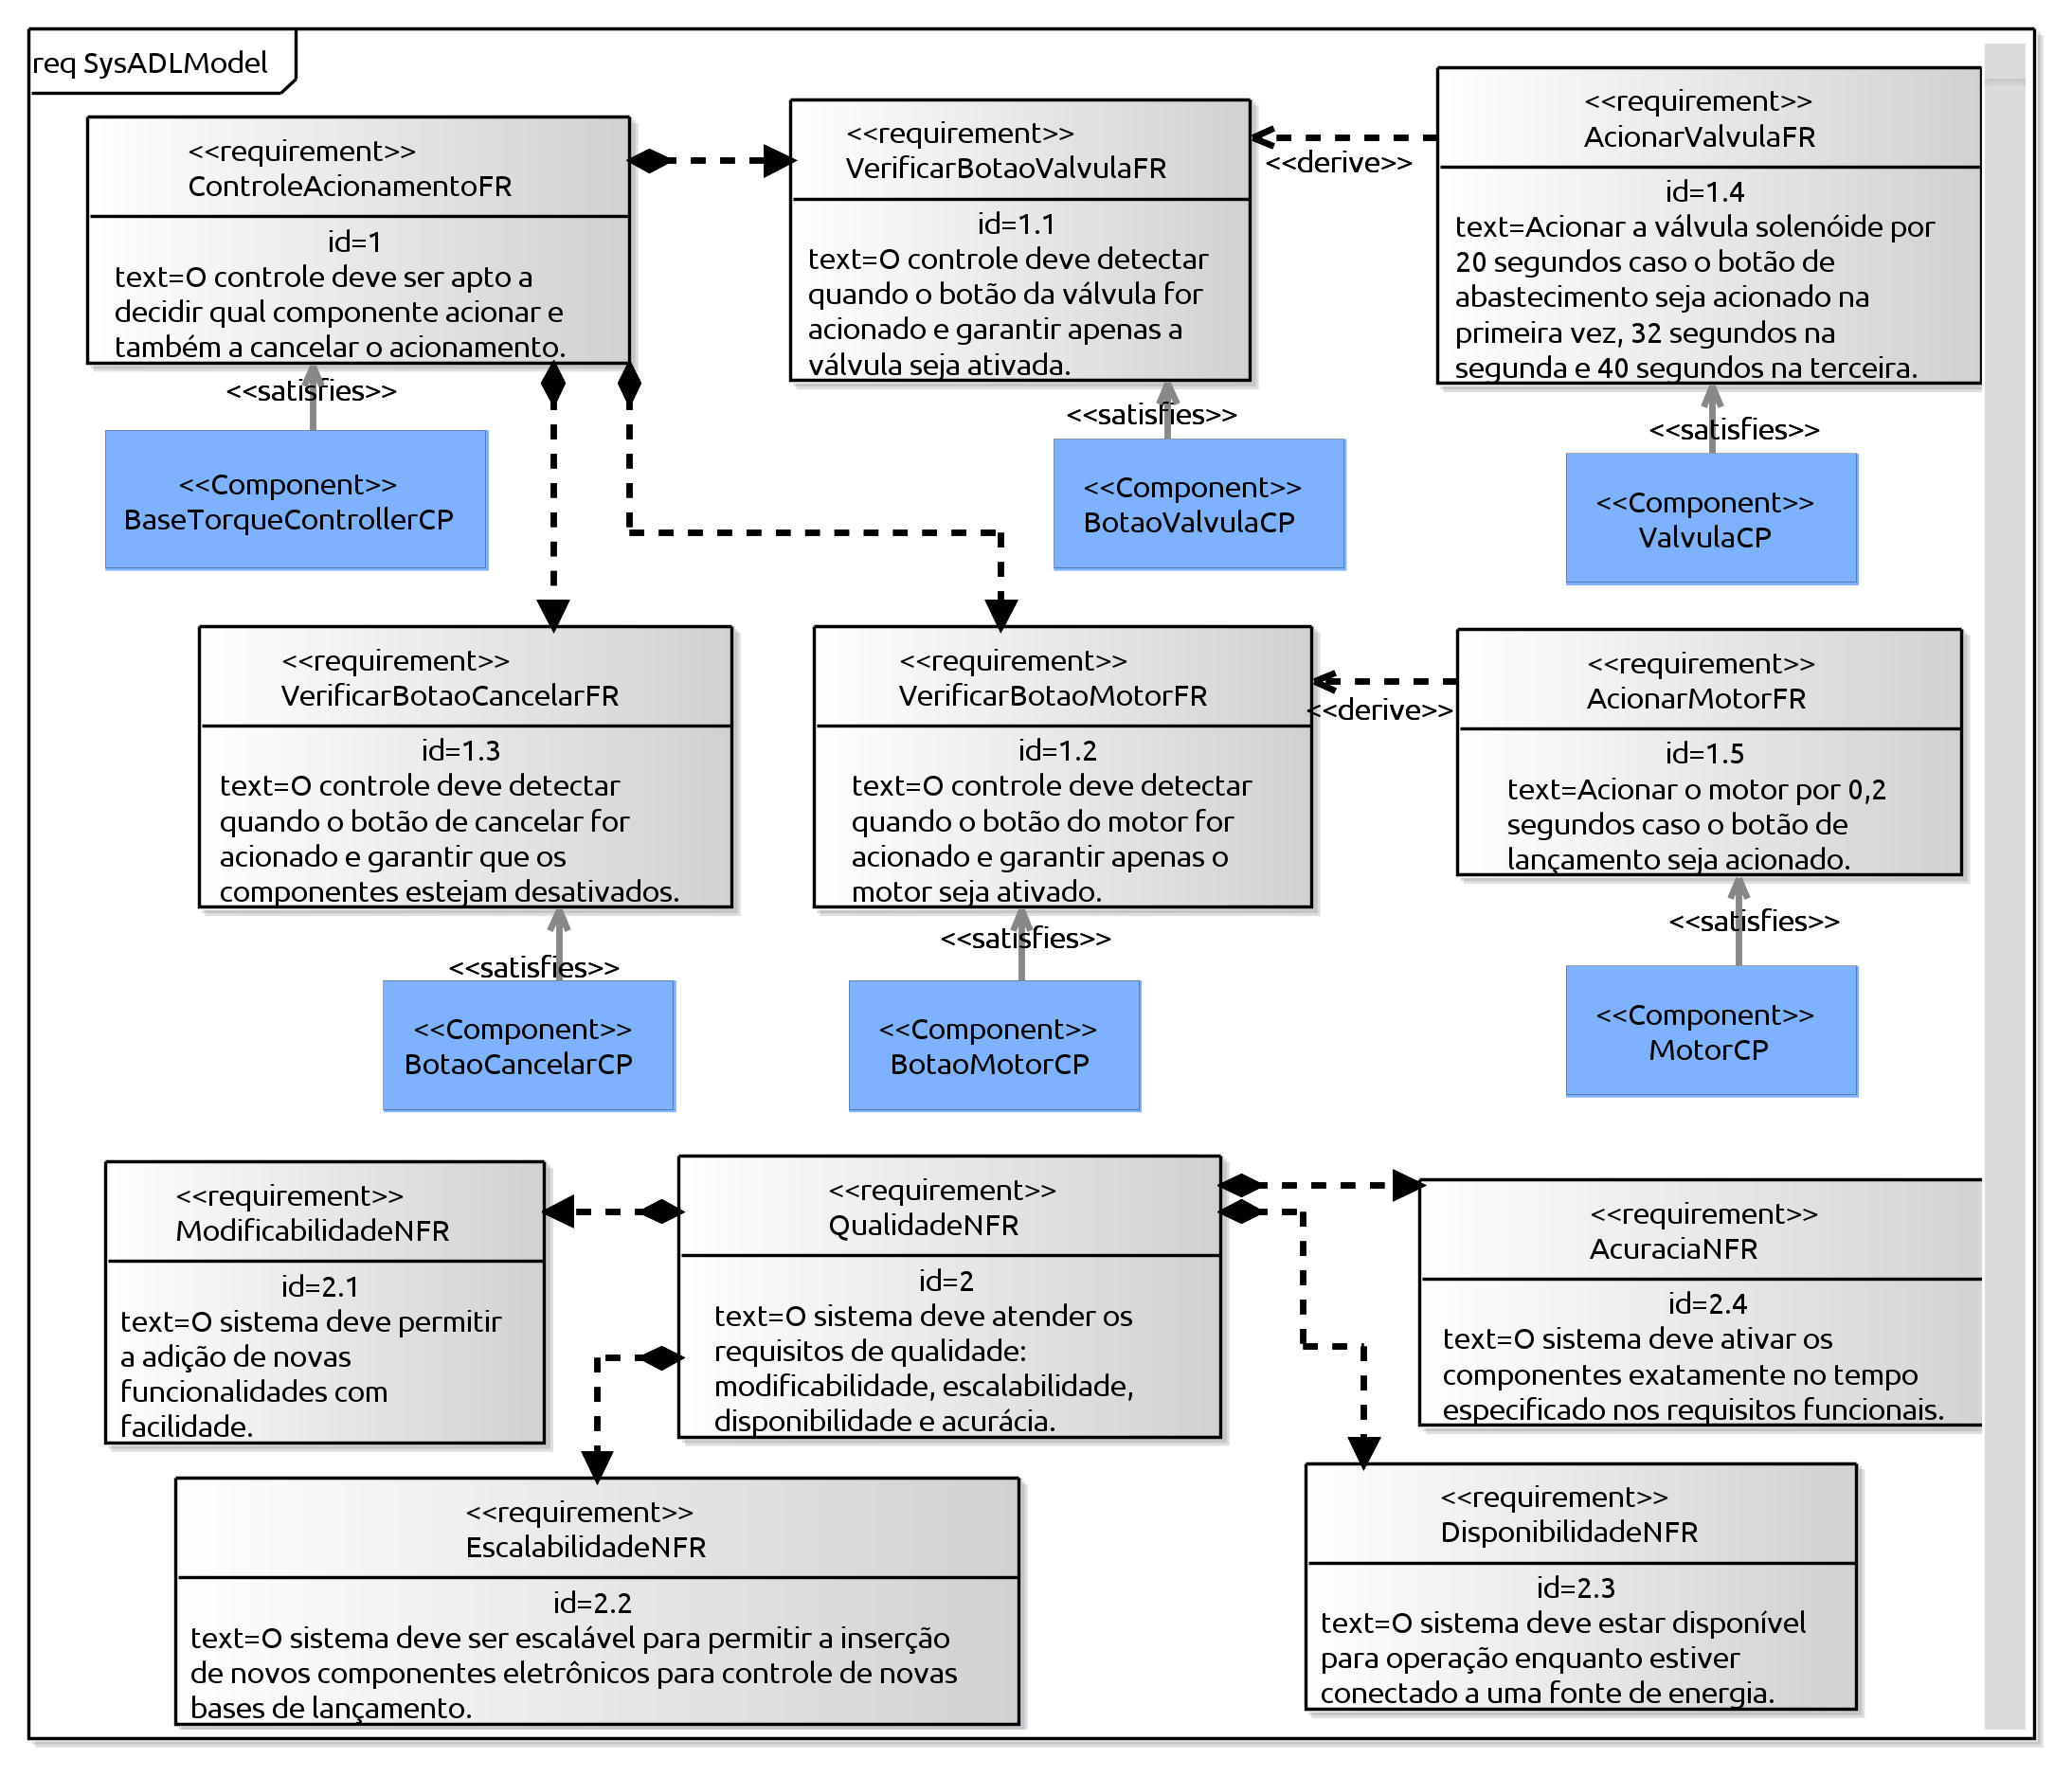 req SysADLModel
<<requirement>>
ControleAcionamentoFR
id=1
text=O controle deve ser apto a
decidir qual componente acionar e
também a cancelar o acionamento.
<<requirement>>
VerificarBotaoValvulaFR
id=1.1
text=O controle deve detectar
quando o botão da válvula for
acionado e garantir apenas a
válvula seja ativada.
<<derive>>
<<requirement>>
AcionarValvulaFR
id=1.4
text=Acionar a válvula solenóide por
20 segundos caso o botão de
abastecimento seja acionado na
primeira vez, 32 segundos na
segunda e 40 segundos na terceira.
<<satisfies>>
<<Component>>
BaseTorqueControllerCP
<<satisfies>>
<<Component>>
BotaoValvulaCP
<<satisfies>>
<<Component>>
ValvulaCP
<<requirement>>
VerificarBotaoCancelarFR
id=1.3
text=O controle deve detectar
quando o botão de cancelar for
acionado e garantir que os
componentes estejam desativados.
<<requirement>>
VerificarBotaoMotorFR
id=1.2
text=O controle deve detectar
quando o botão do motor for
acionado e garantir apenas o
motor seja ativado.
<<derive>>
<<requirement>>
AcionarMotorFR
id=1.5
text=Acionar o motor por 0,2
segundos caso o botão de
lançamento seja acionado.
<<satisfies>>
<<Component>>
BotaoCancelarCP
<<satisfies>>
<<Component>>
BotaoMotorCP
<<satisfies>>
<<Component>>
MotorCP
<<requirement>>
ModificabilidadeNFR
id=2.1
text=O sistema deve permitir
a adição de novas
funcionalidades com
facilidade.
<<requirement>>
QualidadeNFR
id=2
text=O sistema deve atender os
requisitos de qualidade:
modificabilidade, escalabilidade,
disponibilidade e acurácia.
<<requirement>>
AcuraciaNFR
id=2.4
text=O sistema deve ativar os
componentes exatamente no tempo
especificado nos requisitos funcionais.
<<requirement>>
EscalabilidadeNFR
id=2.2
text=O sistema deve ser escalável para permitir a inserção
de novos componentes eletrônicos para controle de novas
bases de lançamento.
<<requirement>>
DisponibilidadeNFR
id=2.3
text=O sistema deve estar disponível
para operação enquanto estiver
conectado a uma fonte de energia.